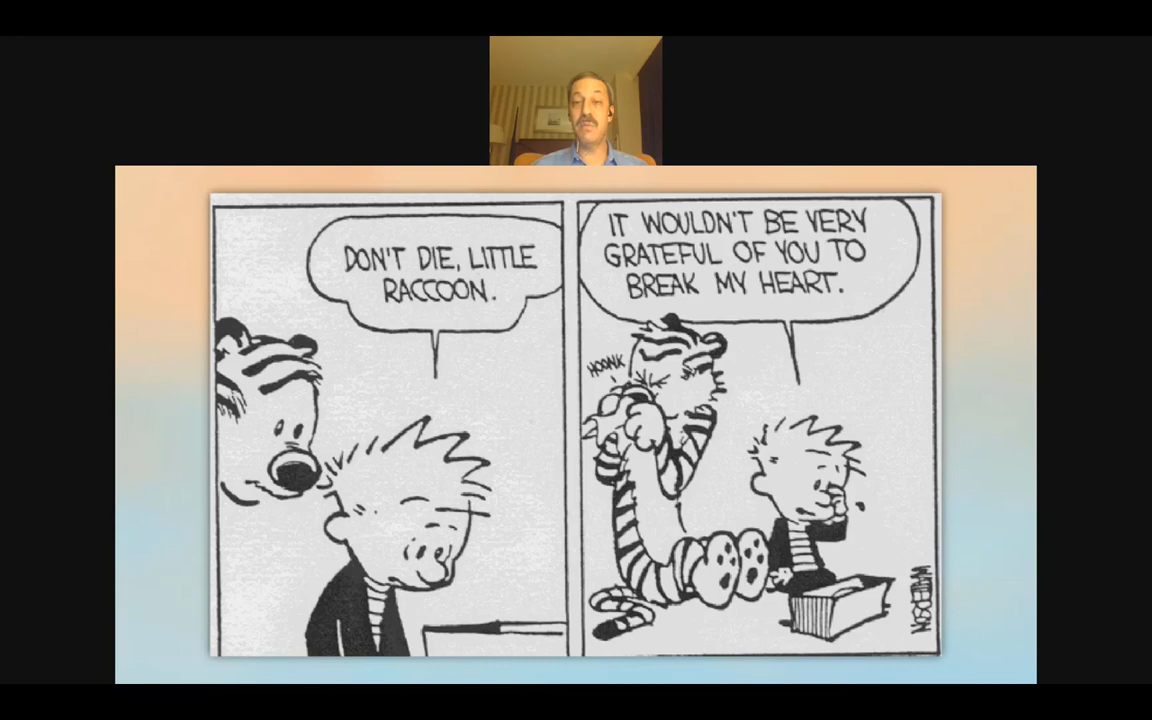 DON'T DIE, LITTLE
RACCOON.
IT WOULDN'T BE VERY
GRATEFUL OF YOU TO
BREAK MY HEART.
HOONK
WATTERSON